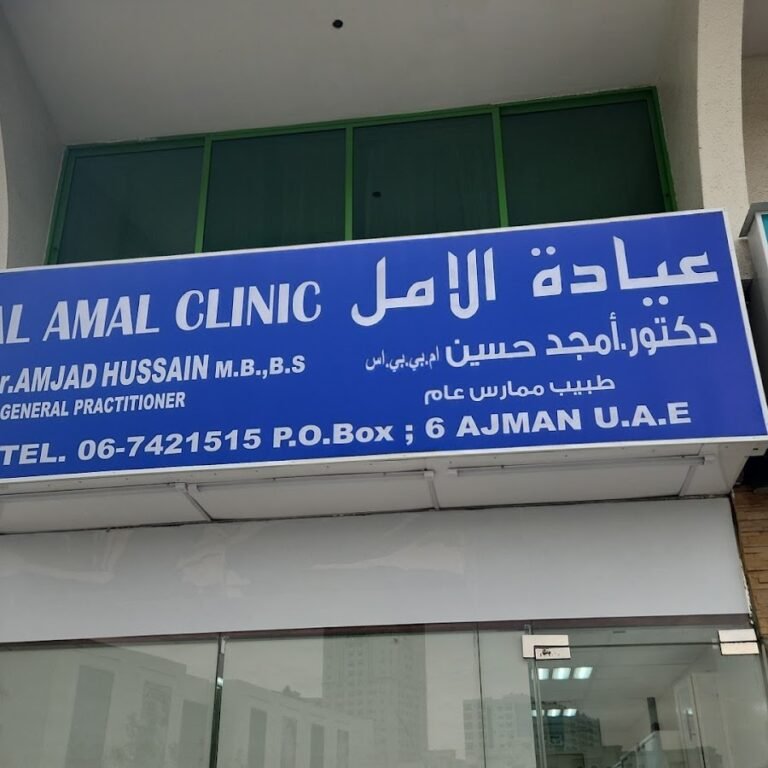 AL AMAL CLINIC عيادة الامل
r.AMJAD HUSSAIN M.B.,B.S دكتور.أمجد حسين ام.بي.بي.اس
GENERAL PRACTITIONER طبيب ممارس عام
TEL. 06-7421515 P.O.Box ; 6 AJMAN U.A.E